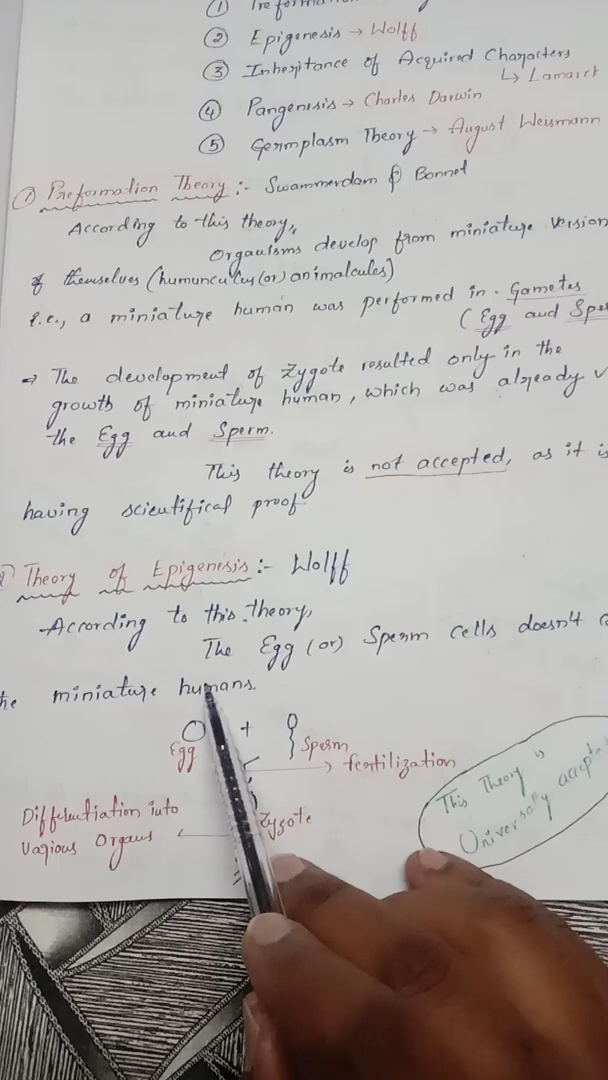 ① Preformation
② Epigenesis → Wolff
③ Inheritance of Acquired Characters
↳ Lamarck
④ Pangenisis → Charles Darwin
⑤ Germplasm Theory → August Weismann
① Preformation Theory :- Swammerdam & Bonnet
According to this theory,
Organisms develop from miniature version
of themselves (humunculus (or) animalcules)
i.e., a miniature human was performed in Gametes
(Egg and
⇒ The development of Zygote resulted only in the
growth of miniature human, which was already
the Egg and Sperm.
This theory is not accepted, as it is
having scientifical proof
Theory of Epigenisis :- Wolff
According to this theory,
The Egg (or) Sperm cells doesn't
miniature humans.
+
Egg
Sperm
→ fertilization
This Theory is
Universally
Differentiation into
Various Organs ←
Zygote